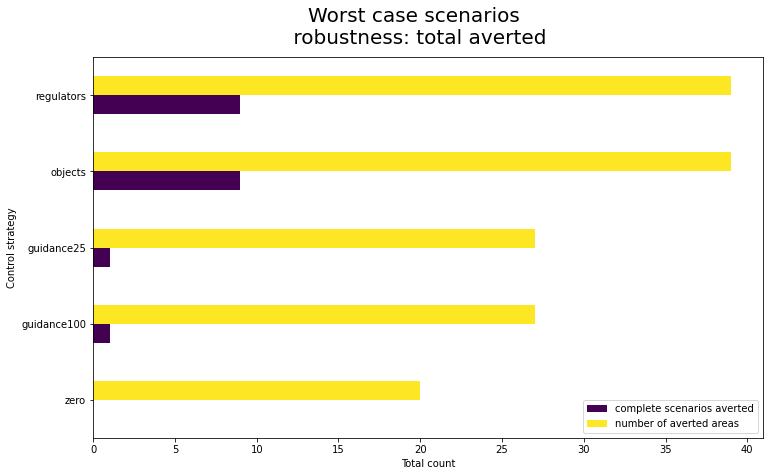 Worst case scenarios
robustness: total averted
Control strategy
regulators
objects
guidance25
guidance100
zero
complete scenarios averted
number of averted areas
0 5 10 15 20 25 30 35 40
Total count